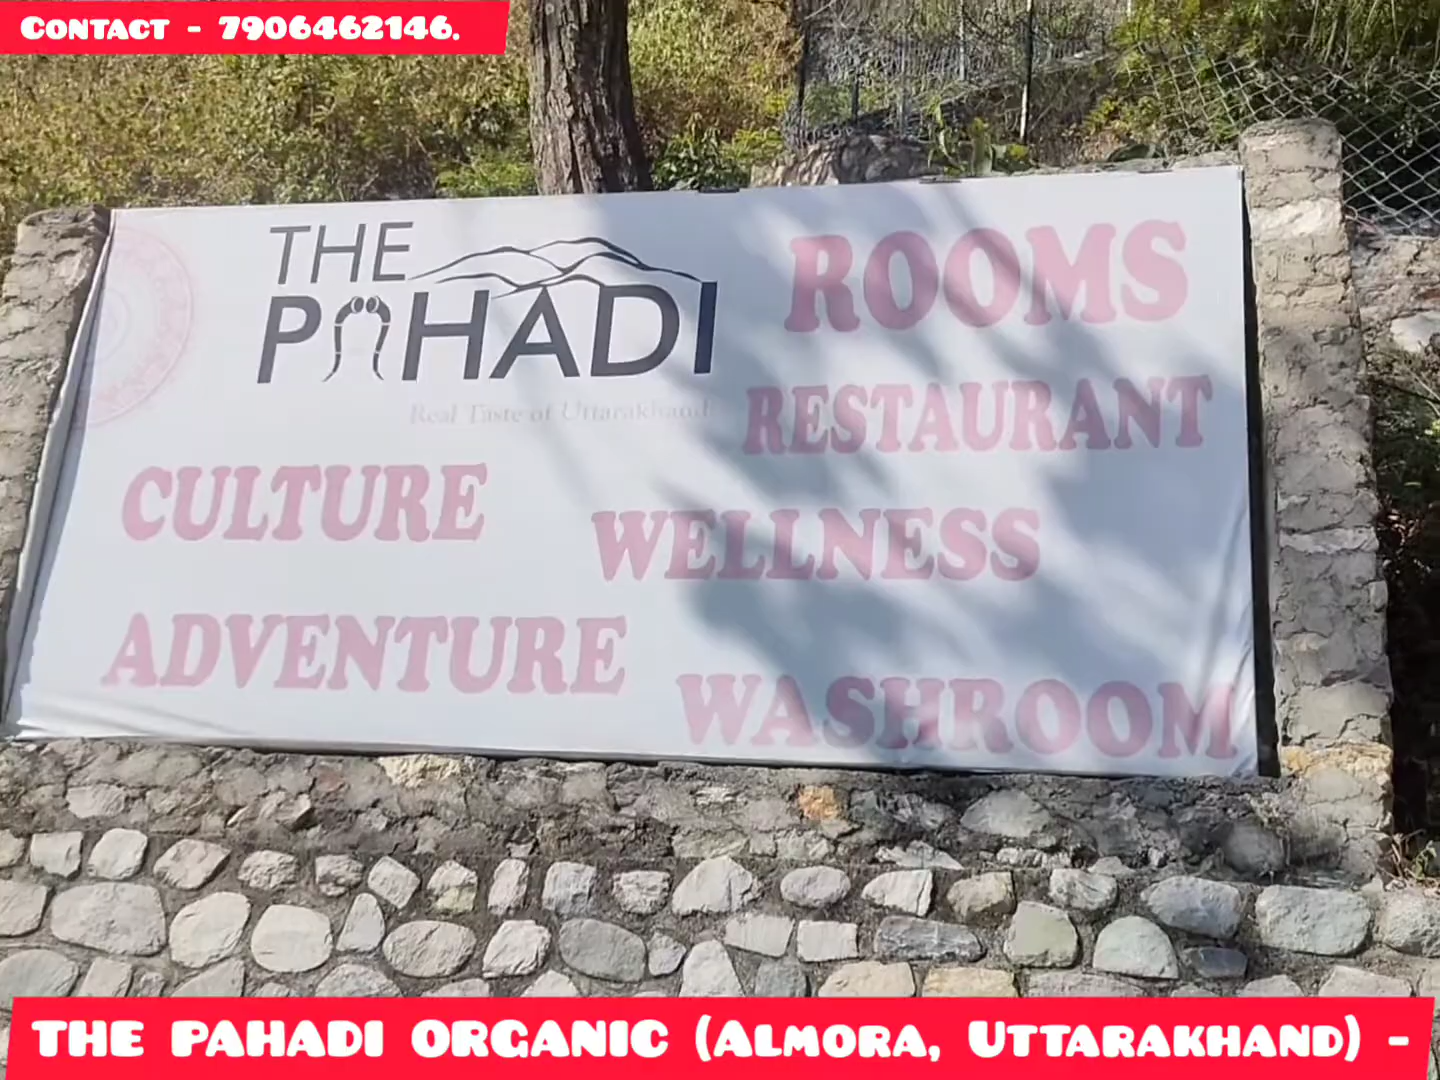 Contact - 7906462146.
THE
PAHADI
Real Taste of Uttarakhand
ROOMS
RESTAURANT
CULTURE
WELLNESS
ADVENTURE
WASHROOM
THE PAHADI ORGANIC (Almora, Uttarakhand) -